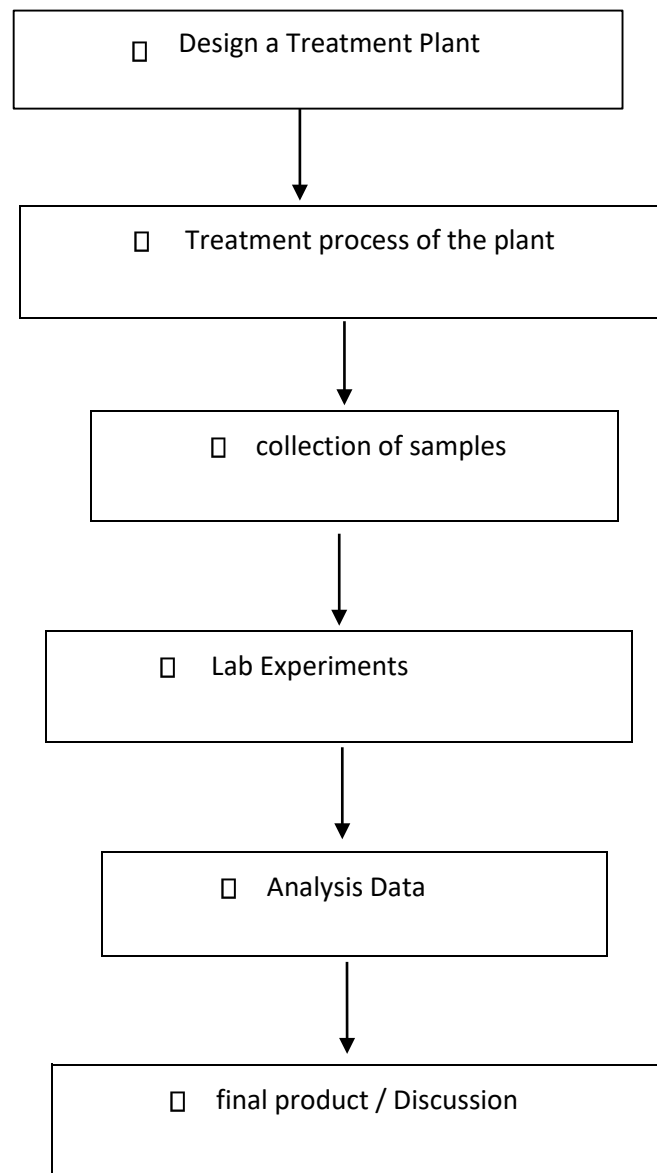 ▯ Design a Treatment Plant
▯ Treatment process of the plant
▯ collection of samples
▯ Lab Experiments
▯ Analysis Data
▯ final product / Discussion